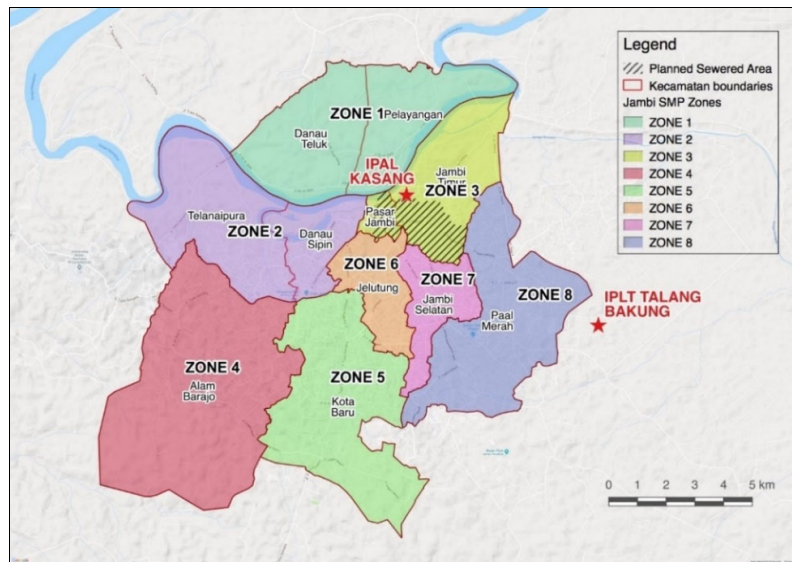 Legend
Planned Sewered Area
Kecamatan boundaries
Jambi SMP Zones
ZONE 1
ZONE 2
ZONE 3
ZONE 4
ZONE 5
ZONE 6
ZONE 7
ZONE 8
ZONE 1
Pelayangan
Danau
Teluk
IPAL
KASANG
Jambi
Timur
ZONE 3
Pasar
Jambi
Telanaipura
ZONE 2
Danau
Sipin
ZONE 6
Jelutung
ZONE 7
Jambi
Selatan
ZONE 8
Paal
Merah
IPLT TALANG
BAKUNG
ZONE 4
Alam
Barajo
ZONE 5
Kota
Baru
0 1 2 3 4 5 km